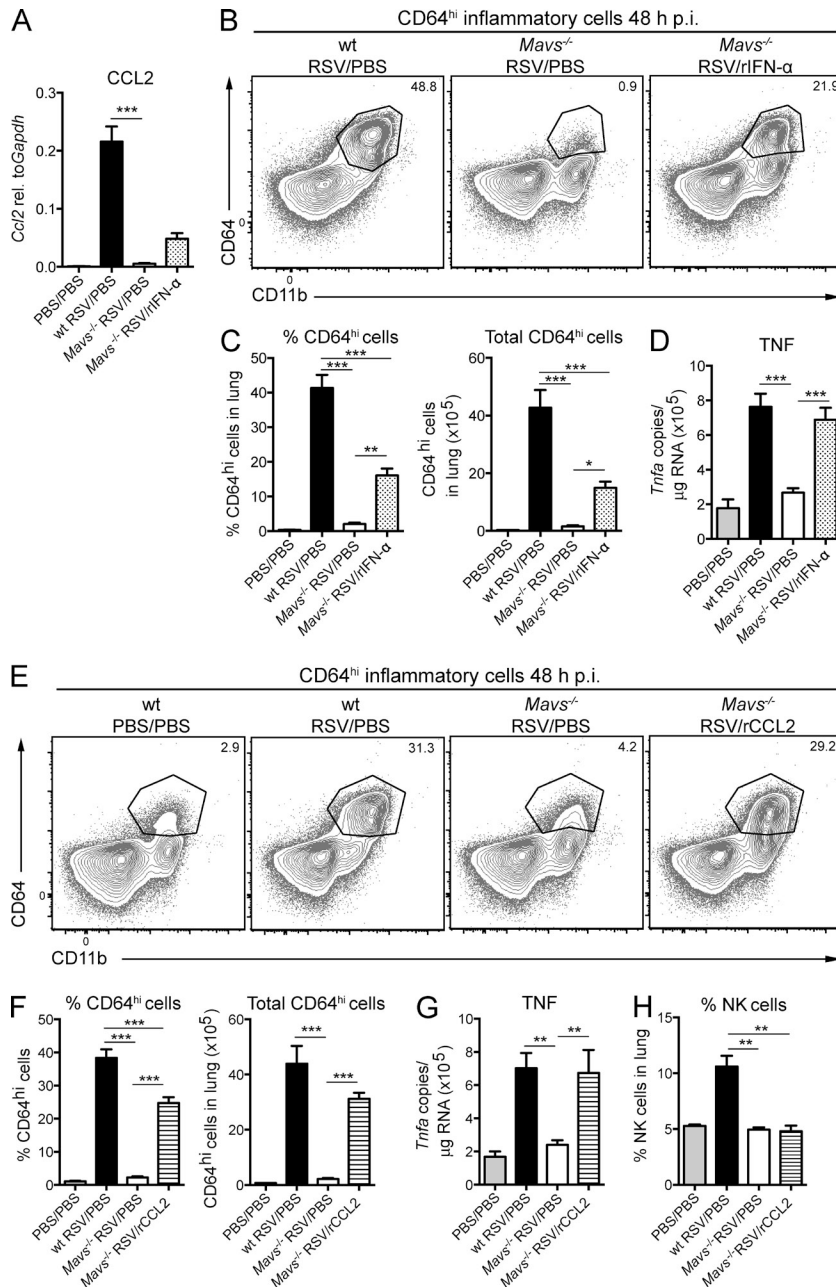 A
CCL2
***
Ccl2 rel. toGapdh
0.3
0.2
0.1
0.0
PBS/PBS
wt RSV/PBS
Mavs-/- RSV/PBS
Mavs-/- RSV/rIFN-α
B
CD64hi inflammatory cells 48 h p.i.
wt
RSV/PBS
Mavs-/-
RSV/PBS
Mavs-/-
RSV/rIFN-α
48.8
0.9
21.9
CD64
0
0
CD11b
C
% CD64hi cells
***
***
**
% CD64hi cells in lung
50
40
30
20
10
0
PBS/PBS
wt RSV/PBS
Mavs-/- RSV/PBS
Mavs-/- RSV/rIFN-α
Total CD64hi cells
***
***
*
CD64hi cells
in lung (x105)
60
40
20
0
PBS/PBS
wt RSV/PBS
Mavs-/- RSV/PBS
Mavs-/- RSV/rIFN-α
D
TNF
***
***
Tnfa copies/
µg RNA (x105)
10
8
6
4
2
0
PBS/PBS
wt RSV/PBS
Mavs-/- RSV/PBS
Mavs-/- RSV/rIFN-α
E
CD64hi inflammatory cells 48 h p.i.
wt
PBS/PBS
wt
RSV/PBS
Mavs-/-
RSV/PBS
Mavs-/-
RSV/rCCL2
2.9
31.3
4.2
29.2
CD64
0
0
CD11b
F
% CD64hi cells
***
***
***
% CD64hi cells
50
40
30
20
10
0
PBS/PBS
wt RSV/PBS
Mavs-/- RSV/PBS
Mavs-/- RSV/rCCL2
Total CD64hi cells
***
***
CD64hi cells in lung (x105)
60
40
20
0
PBS/PBS
wt RSV/PBS
Mavs-/- RSV/PBS
Mavs-/- RSV/rCCL2
G
TNF
**
**
Tnfa copies/
µg RNA (x105)
10
8
6
4
2
0
PBS/PBS
wt RSV/PBS
Mavs-/- RSV/PBS
Mavs-/- RSV/rCCL2
H
% NK cells
**
**
% NK cells in lung
15
10
5
0
PBS/PBS
wt RSV/PBS
Mavs-/- RSV/PBS
Mavs-/- RSV/rCCL2